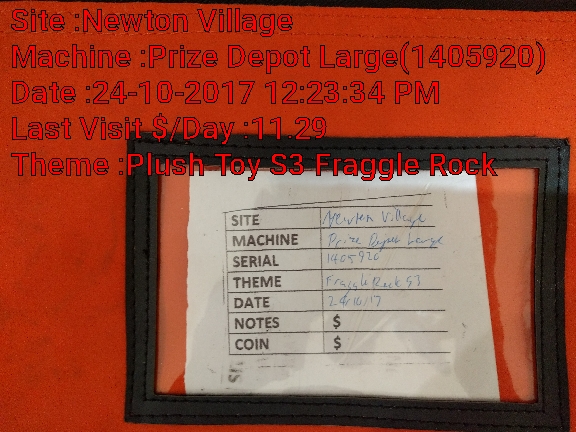 Site :Newton Village
Machine :Prize Depot Large(1405920)
Date :24-10-2017 12:23:34 PM
Last Visit $/Day :11.29
Theme :Plush Toy S3 Fraggle Rock
SITE Newton Village
MACHINE Prize Depot Large
SERIAL 1405920
THEME Fraggle Rock S3
DATE 24/10/17
NOTES $
COIN $